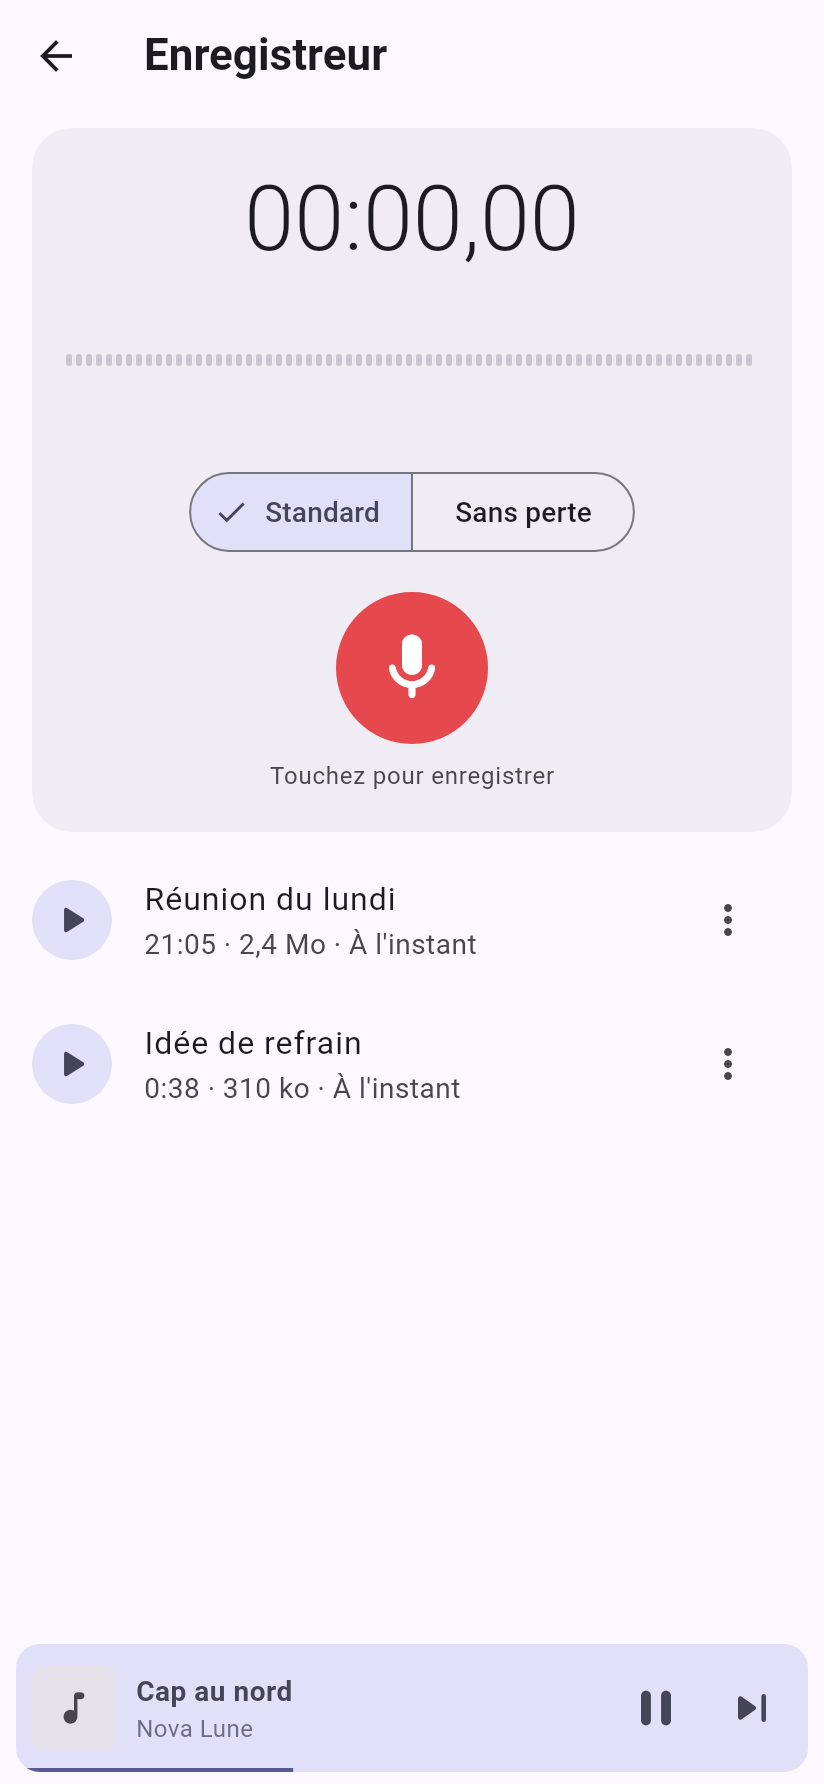 Enregistreur
00:00,00
Standard
Sans perte
Touchez pour enregistrer
Réunion du lundi
21:05 · 2,4 Mo · À l'instant
Idée de refrain
0:38 · 310 ko · À l'instant
Cap au nord
Nova Lune